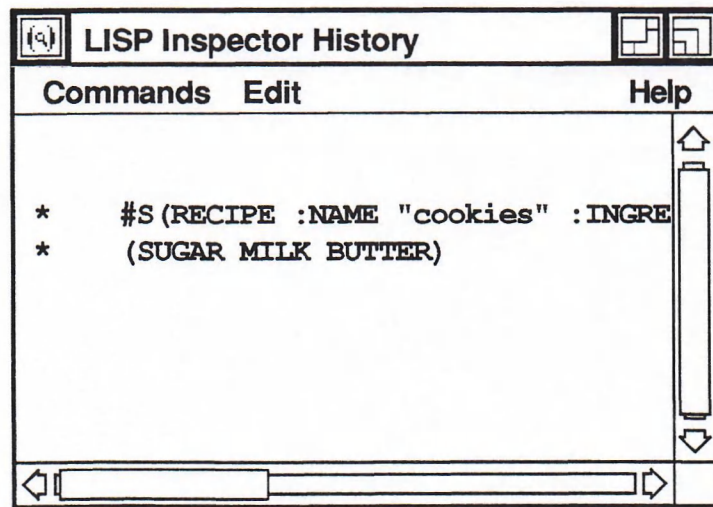 LISP Inspector History
Commands Edit Help
* #S(RECIPE :NAME "cookies" :INGRE
* (SUGAR MILK BUTTER)